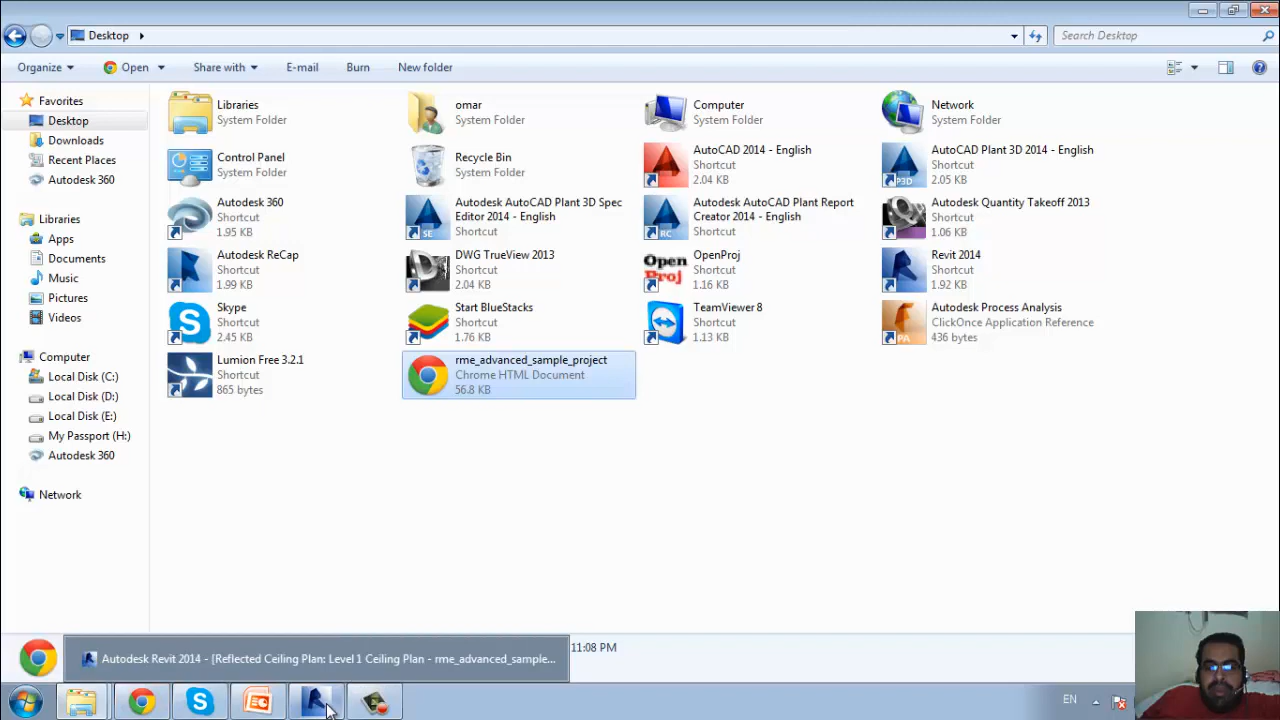 Desktop
Search Desktop
Organize
Open
Share with
E-mail
Burn
New folder
Favorites
Desktop
Downloads
Recent Places
Autodesk 360
Libraries
Apps
Documents
Music
Pictures
Videos
Computer
Local Disk (C:)
Local Disk (D:)
Local Disk (E:)
My Passport (H:)
Autodesk 360
Network
Libraries
System Folder
omar
System Folder
Computer
System Folder
Network
System Folder
Control Panel
System Folder
Recycle Bin
System Folder
AutoCAD 2014 - English
Shortcut
2.04 KB
AutoCAD Plant 3D 2014 - English
Shortcut
2.05 KB
P3D
Autodesk 360
Shortcut
1.95 KB
Autodesk AutoCAD Plant 3D Spec
Editor 2014 - English
Shortcut
SE
Autodesk AutoCAD Plant Report
Creator 2014 - English
Shortcut
RC
Autodesk Quantity Takeoff 2013
Shortcut
1.06 KB
Autodesk ReCap
Shortcut
1.99 KB
DWG TrueView 2013
Shortcut
2.04 KB
Open
Proj
OpenProj
Shortcut
1.16 KB
Revit 2014
Shortcut
1.92 KB
Skype
Shortcut
2.45 KB
Start BlueStacks
Shortcut
1.76 KB
TeamViewer 8
Shortcut
1.13 KB
PA
Autodesk Process Analysis
ClickOnce Application Reference
436 bytes
Lumion Free 3.2.1
Shortcut
865 bytes
rme_advanced_sample_project
Chrome HTML Document
56.8 KB
11:08 PM
Autodesk Revit 2014 - [Reflected Ceiling Plan: Level 1 Ceiling Plan - rme_advanced_sample...
EN